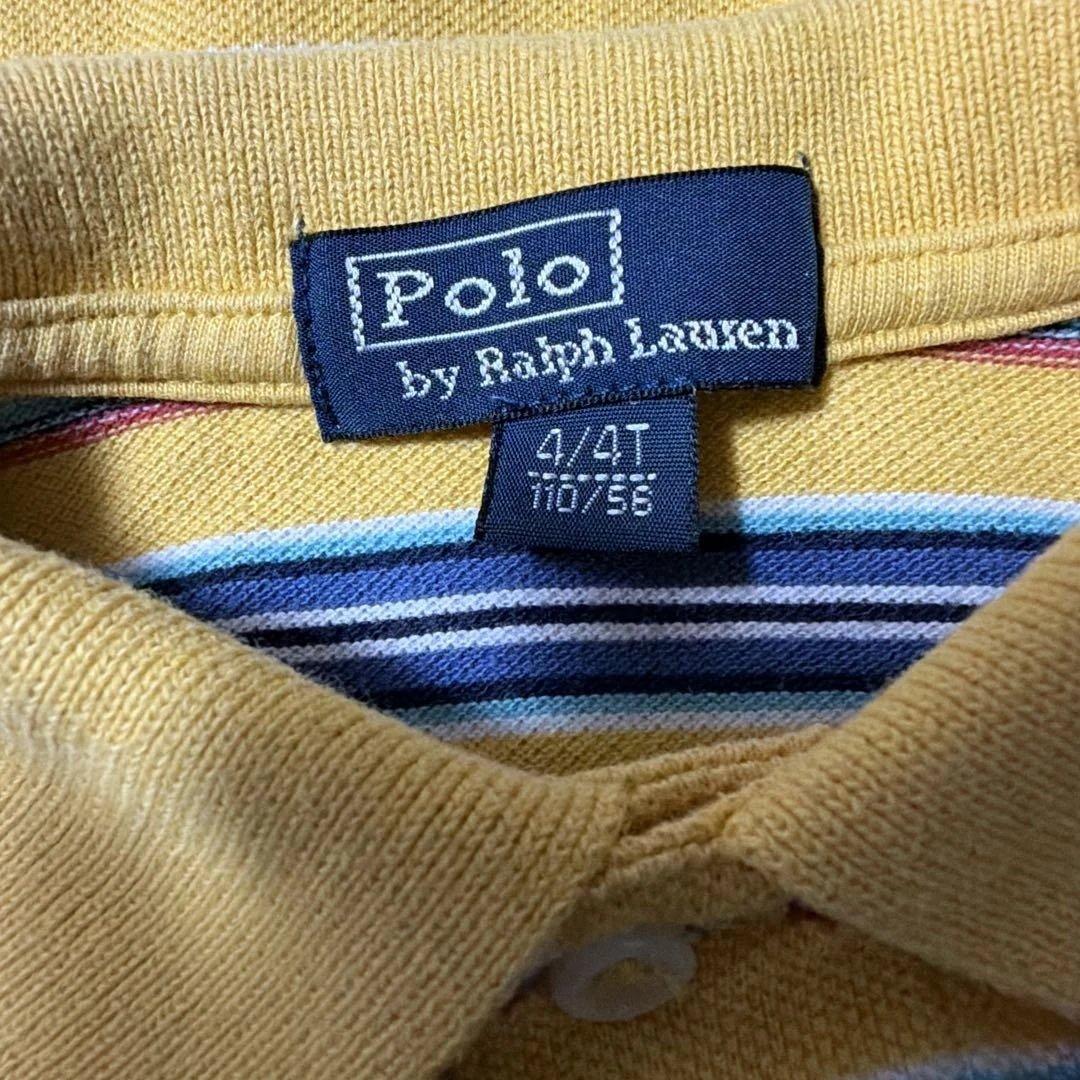 Polo
by Ralph Lauren
4/4T
110/56